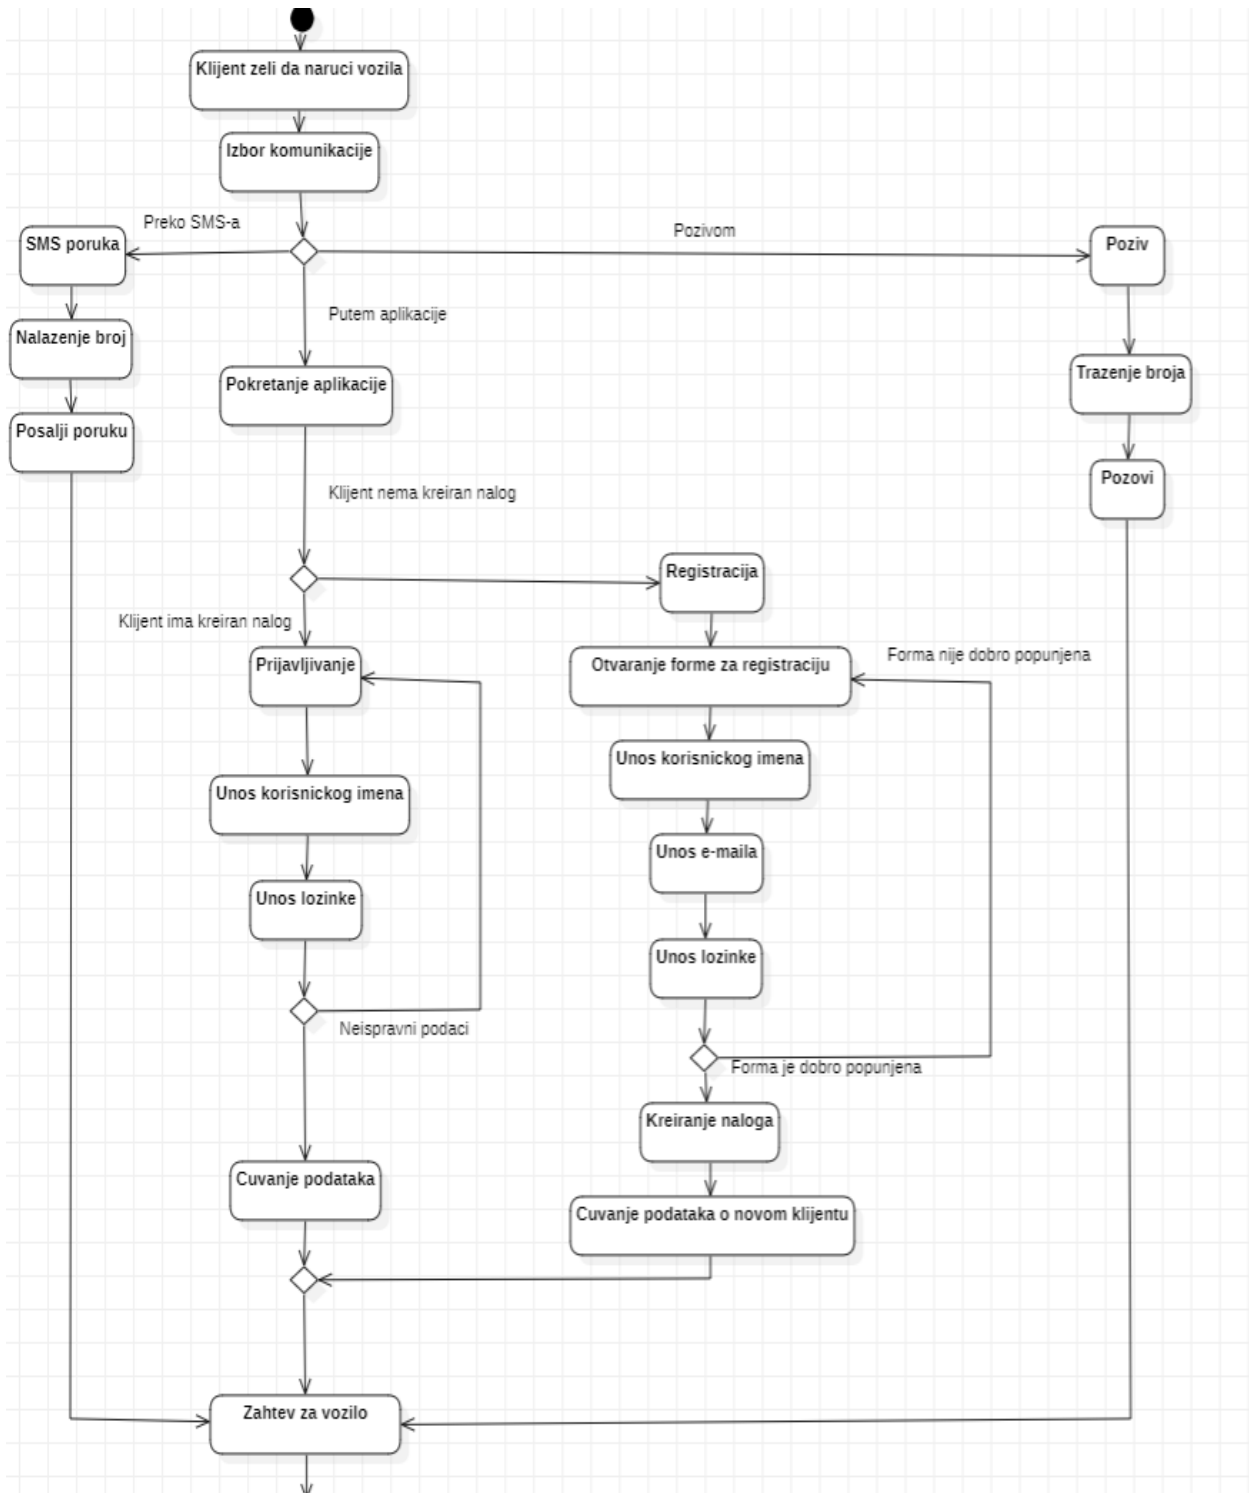 Klijent zeli da naruci vozila
Izbor komunikacije
Preko SMS-a
Pozivom
SMS poruka
Poziv
Putem aplikacije
Nalazenje broj
Trazenje broja
Pokretanje aplikacije
Posalji poruku
Pozovi
Klijent nema kreiran nalog
Registracija
Klijent ima kreiran nalog
Prijavljivanje
Otvaranje forme za registraciju
Forma nije dobro popunjena
Unos korisnickog imena
Unos korisnickog imena
Unos e-maila
Unos lozinke
Unos lozinke
Neispravni podaci
Forma je dobro popunjena
Kreiranje naloga
Cuvanje podataka
Cuvanje podataka o novom klijentu
Zahtev za vozilo